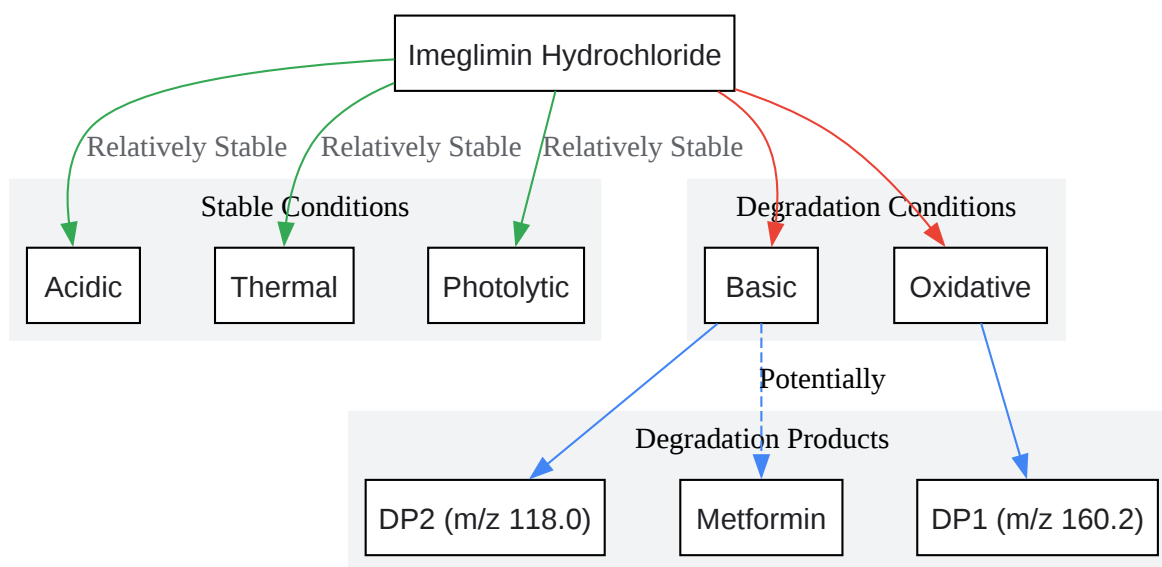 Imeglimin Hydrochloride
Relatively Stable
Relatively Stable
Relatively Stable
Stable Conditions
Degradation Conditions
Acidic
Thermal
Photolytic
Basic
Oxidative
Potentially
Degradation Products
DP2 (m/z 118.0)
Metformin
DP1 (m/z 160.2)